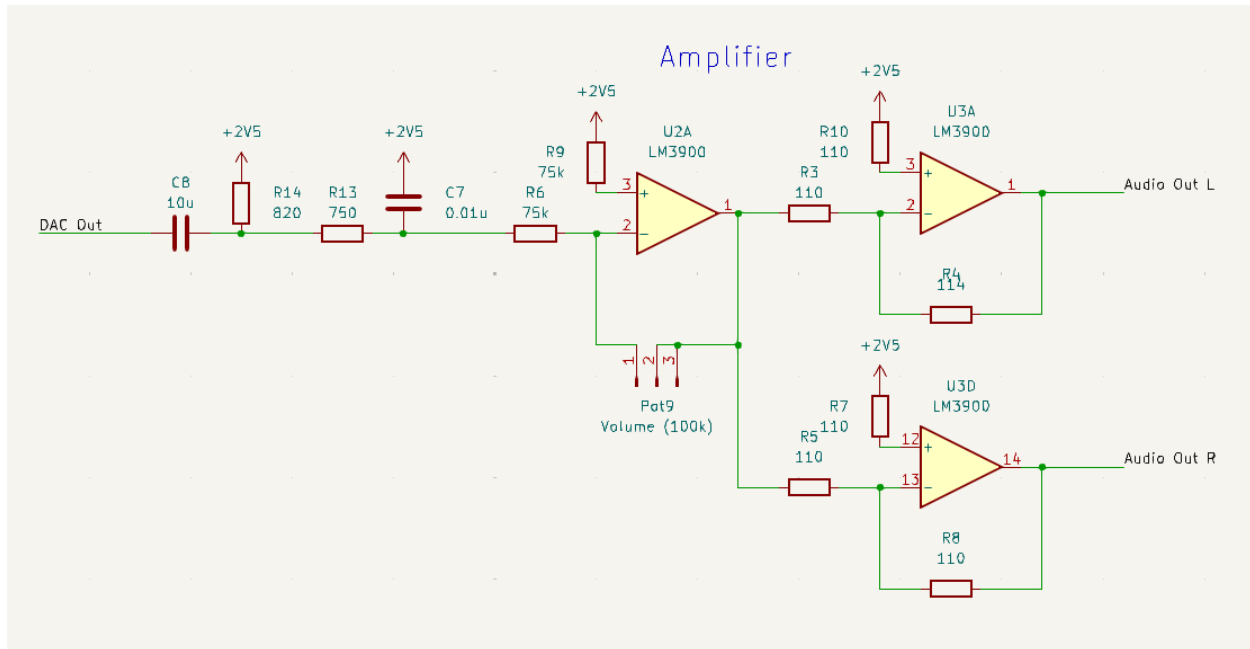 Amplifier
+2V5
U3A
LM3900
R10
110
3
+
1
Audio Out L
2
-
R3
110
R4
114
+2V5
U2A
LM3900
R9
75k
3
+
1
2
-
R6
75k
+2V5
C7
0.01u
+2V5
R14
820
R13
750
C8
10u
DAC Out
1
2
3
Pot9
Volume (100k)
+2V5
U3D
LM3900
R7
110
12
+
14
Audio Out R
13
-
R5
110
R8
110